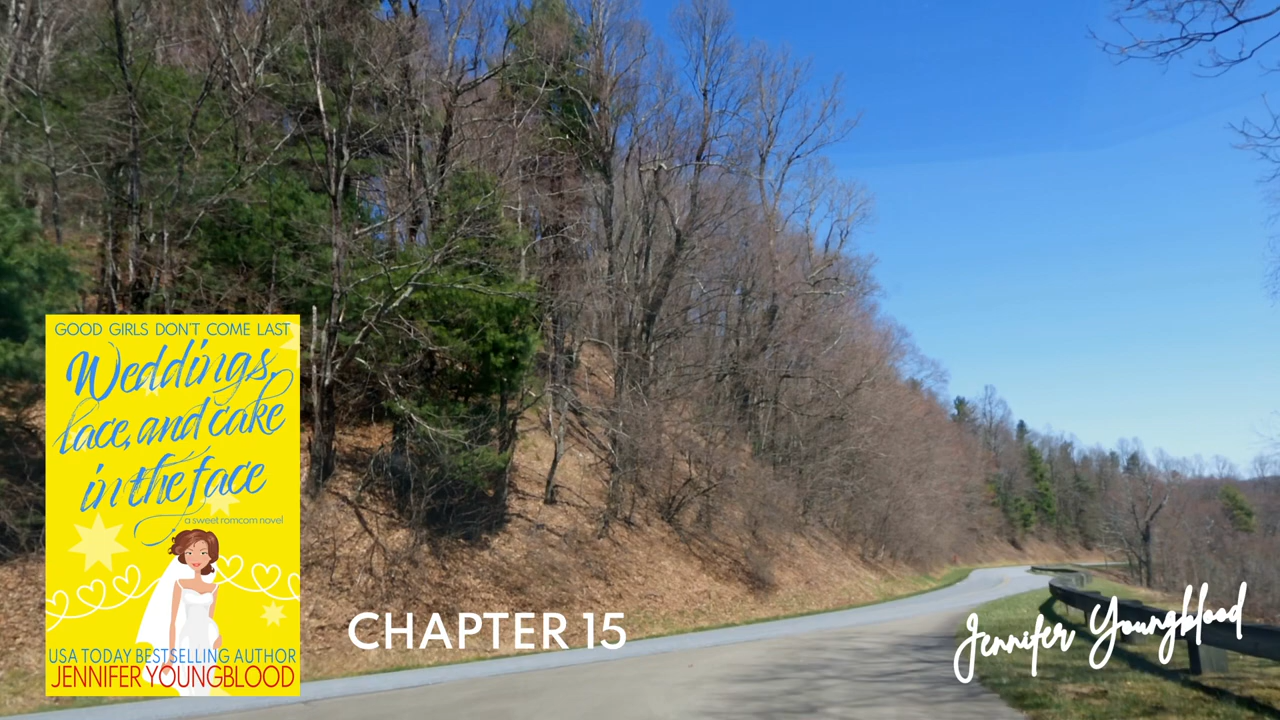 GOOD GIRLS DON'T COME LAST
Weddings,
lace, and cake
in the face
a sweet romcom novel
USA TODAY BESTSELLING AUTHOR
JENNIFER YOUNGBLOOD
CHAPTER 15
Jennifer Youngblood